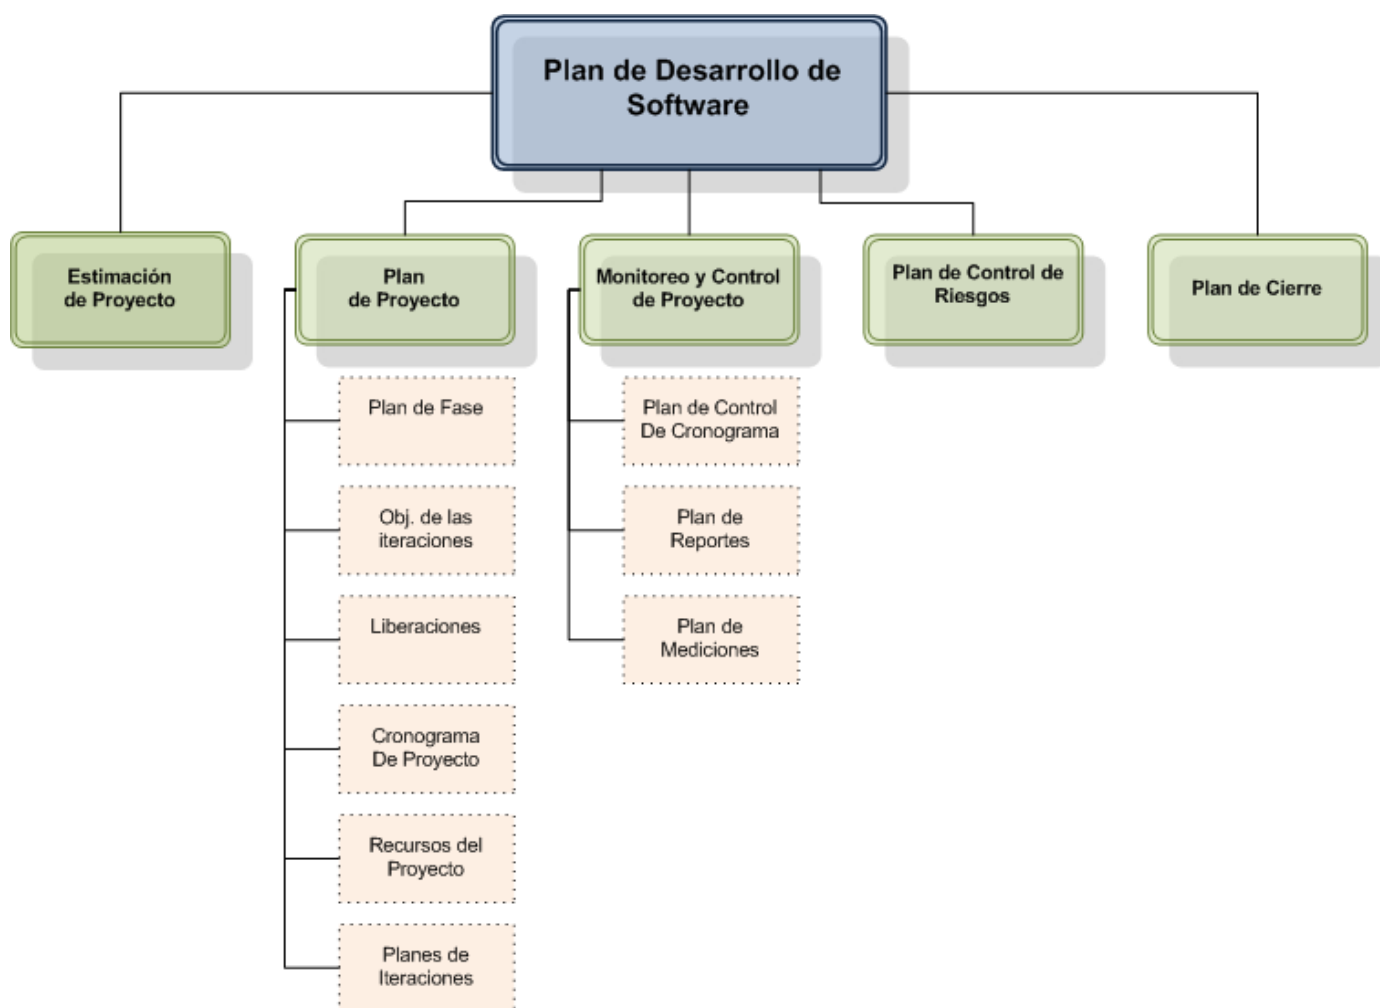 Plan de Desarrollo de
Software
Estimación
de Proyecto
Plan
de Proyecto
Monitoreo y Control
de Proyecto
Plan de Control de
Riesgos
Plan de Cierre
Plan de Fase
Obj. de las
iteraciones
Liberaciones
Cronograma
De Proyecto
Recursos del
Proyecto
Planes de
Iteraciones
Plan de Control
De Cronograma
Plan de
Reportes
Plan de
Mediciones